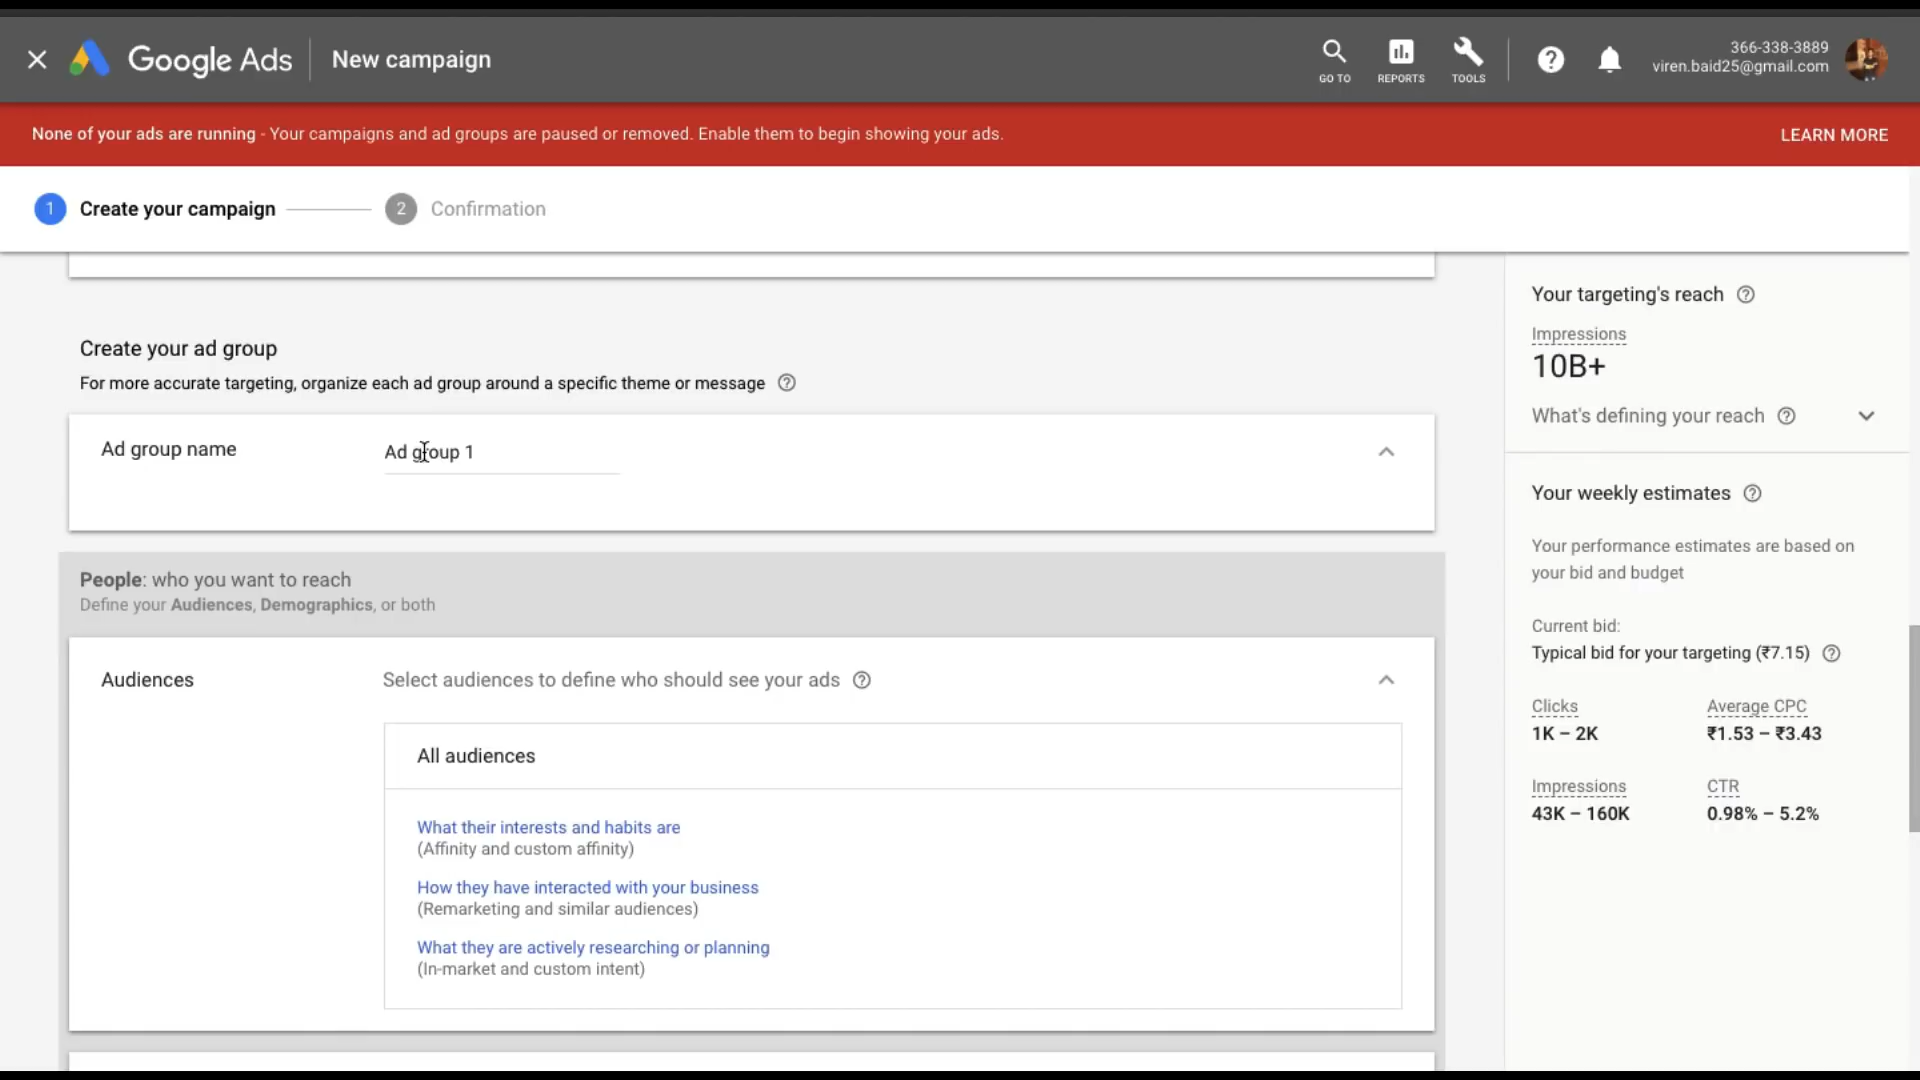 Google Ads
New campaign
GO TO
REPORTS
TOOLS
366-338-3889
viren.baid25@gmail.com
None of your ads are running - Your campaigns and ad groups are paused or removed. Enable them to begin showing your ads.
LEARN MORE
1 Create your campaign
2 Confirmation
Create your ad group
For more accurate targeting, organize each ad group around a specific theme or message
Ad group name
Ad group 1
People: who you want to reach
Define your Audiences, Demographics, or both
Audiences
Select audiences to define who should see your ads
All audiences
What their interests and habits are
(Affinity and custom affinity)
How they have interacted with your business
(Remarketing and similar audiences)
What they are actively researching or planning
(In-market and custom intent)
Your targeting's reach
Impressions
10B+
What's defining your reach
Your weekly estimates
Your performance estimates are based on
your bid and budget
Current bid:
Typical bid for your targeting (₹7.15)
Clicks
1K – 2K
Average CPC
₹1.53 – ₹3.43
Impressions
43K – 160K
CTR
0.98% – 5.2%